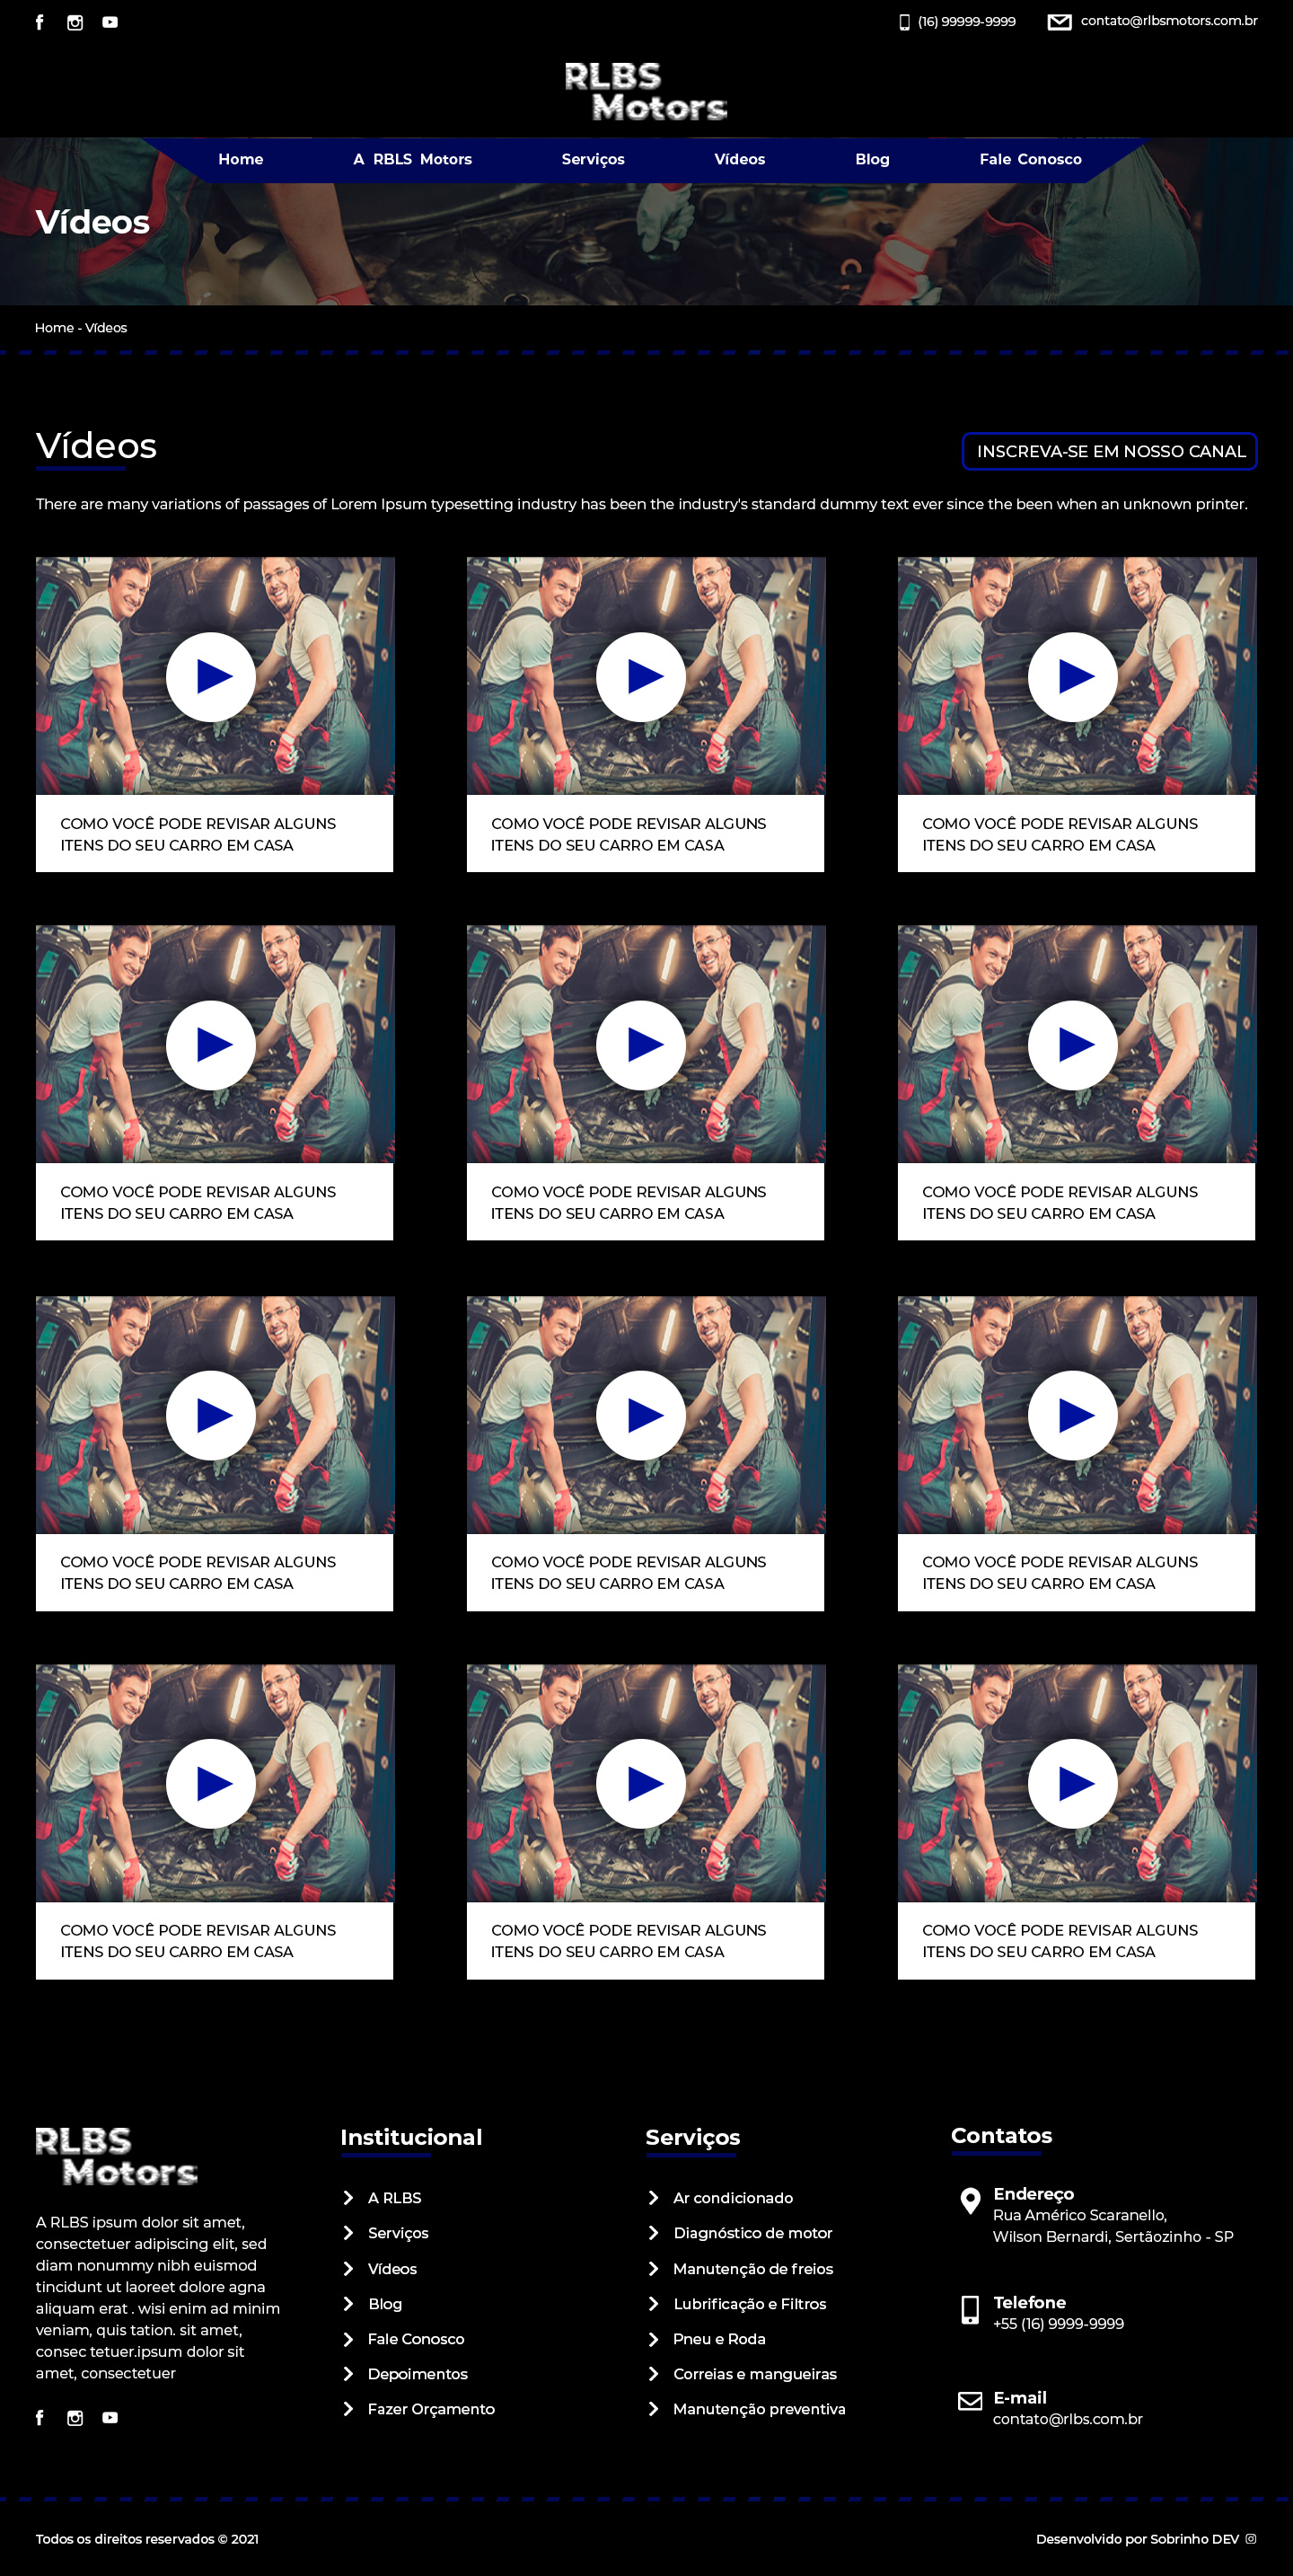 (16) 99999-9999
contato@rlbsmotors.com.br
RLBS
Motors
Home
A RBLS Motors
Serviços
Vídeos
Blog
Fale Conosco
Vídeos
Home - Vídeos
Vídeos
INSCREVA-SE EM NOSSO CANAL
There are many variations of passages of Lorem Ipsum typesetting industry has been the industry's standard dummy text ever since the been when an unknown printer.
COMO VOCÊ PODE REVISAR ALGUNS
ITENS DO SEU CARRO EM CASA
COMO VOCÊ PODE REVISAR ALGUNS
ITENS DO SEU CARRO EM CASA
COMO VOCÊ PODE REVISAR ALGUNS
ITENS DO SEU CARRO EM CASA
COMO VOCÊ PODE REVISAR ALGUNS
ITENS DO SEU CARRO EM CASA
COMO VOCÊ PODE REVISAR ALGUNS
ITENS DO SEU CARRO EM CASA
COMO VOCÊ PODE REVISAR ALGUNS
ITENS DO SEU CARRO EM CASA
COMO VOCÊ PODE REVISAR ALGUNS
ITENS DO SEU CARRO EM CASA
COMO VOCÊ PODE REVISAR ALGUNS
ITENS DO SEU CARRO EM CASA
COMO VOCÊ PODE REVISAR ALGUNS
ITENS DO SEU CARRO EM CASA
COMO VOCÊ PODE REVISAR ALGUNS
ITENS DO SEU CARRO EM CASA
COMO VOCÊ PODE REVISAR ALGUNS
ITENS DO SEU CARRO EM CASA
COMO VOCÊ PODE REVISAR ALGUNS
ITENS DO SEU CARRO EM CASA
RLBS
Motors
A RLBS ipsum dolor sit amet,
consectetuer adipiscing elit, sed
diam nonummy nibh euismod
tincidunt ut laoreet dolore agna
aliquam erat . wisi enim ad minim
veniam, quis tation. sit amet,
consec tetuer.ipsum dolor sit
amet, consectetuer
Institucional
A RLBS
Serviços
Vídeos
Blog
Fale Conosco
Depoimentos
Fazer Orçamento
Serviços
Ar condicionado
Diagnóstico de motor
Manutenção de freios
Lubrificação e Filtros
Pneu e Roda
Correias e mangueiras
Manutenção preventiva
Contatos
Endereço
Rua Américo Scaranello,
Wilson Bernardi, Sertãozinho - SP
Telefone
+55 (16) 9999-9999
E-mail
contato@rlbs.com.br
Todos os direitos reservados © 2021
Desenvolvido por Sobrinho DEV